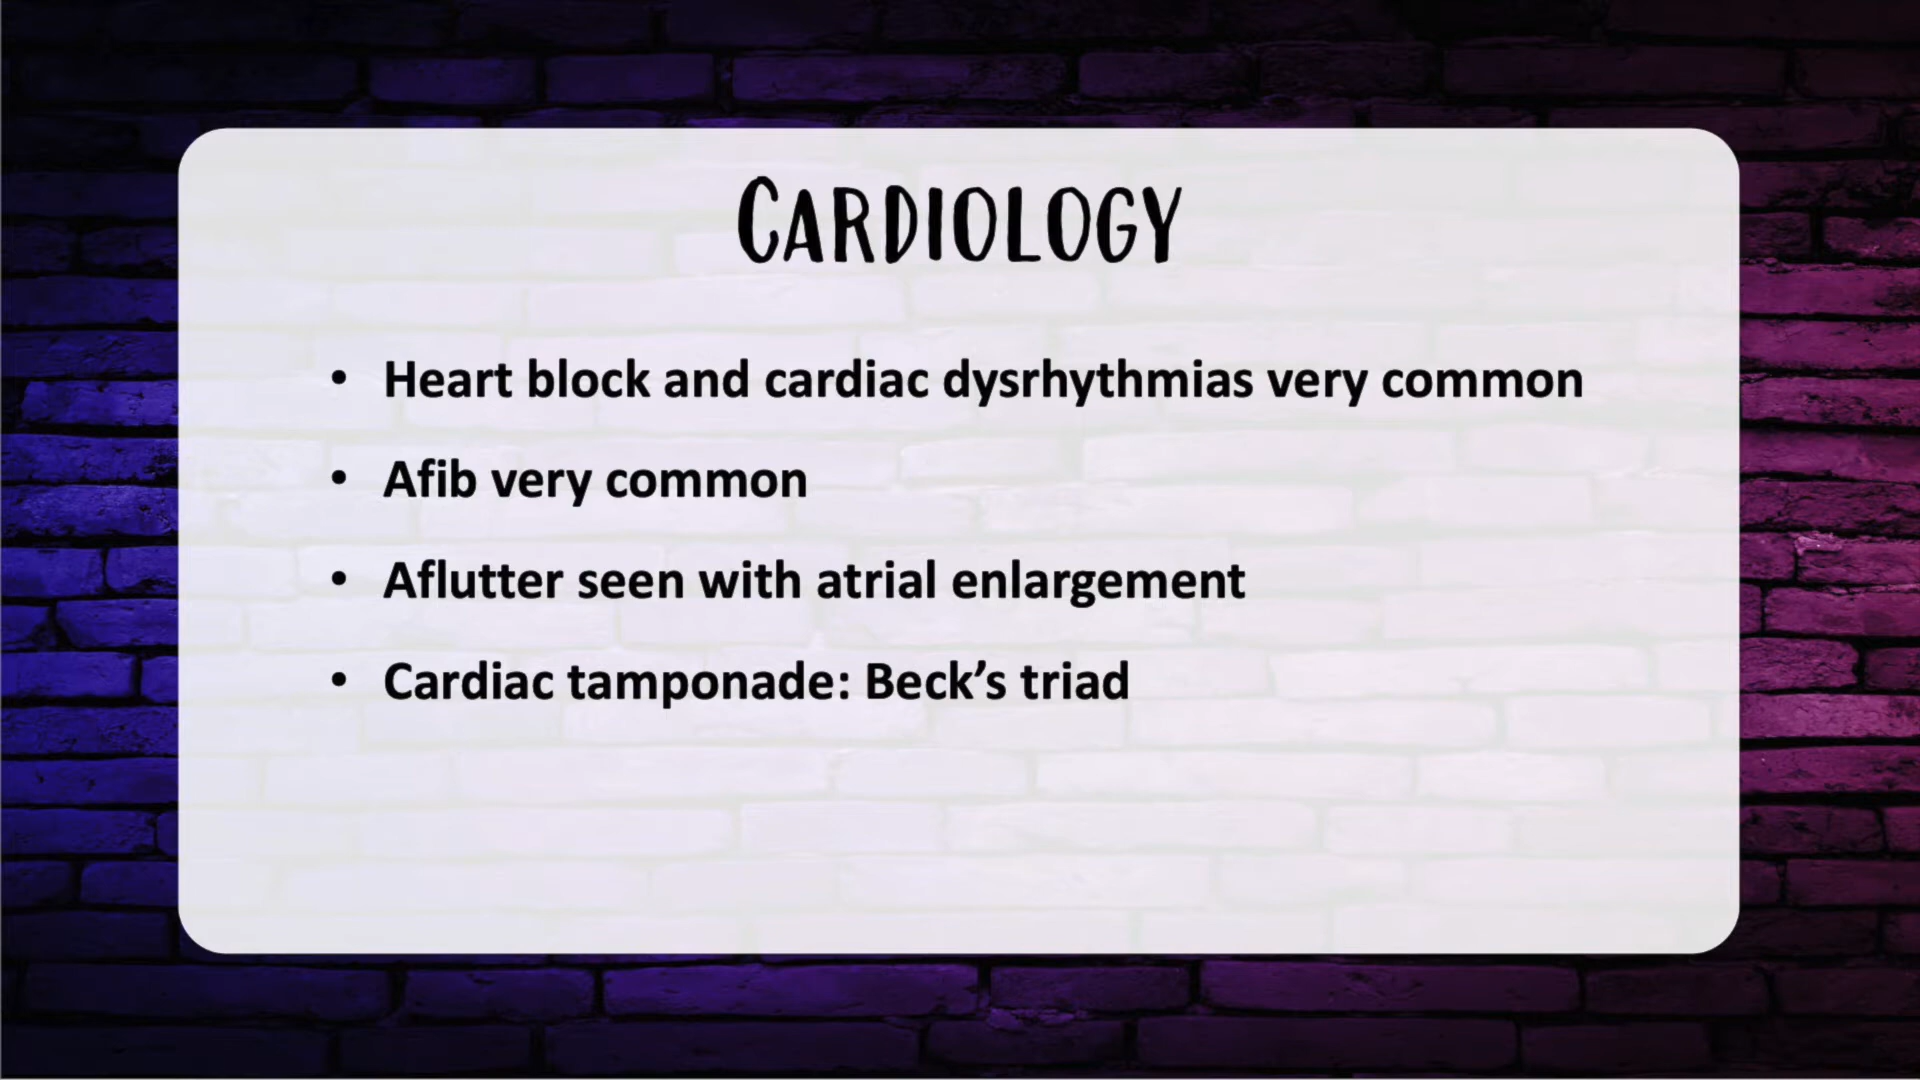 Cardiology
• Heart block and cardiac dysrhythmias very common
• Afib very common
• Aflutter seen with atrial enlargement
• Cardiac tamponade: Beck’s triad